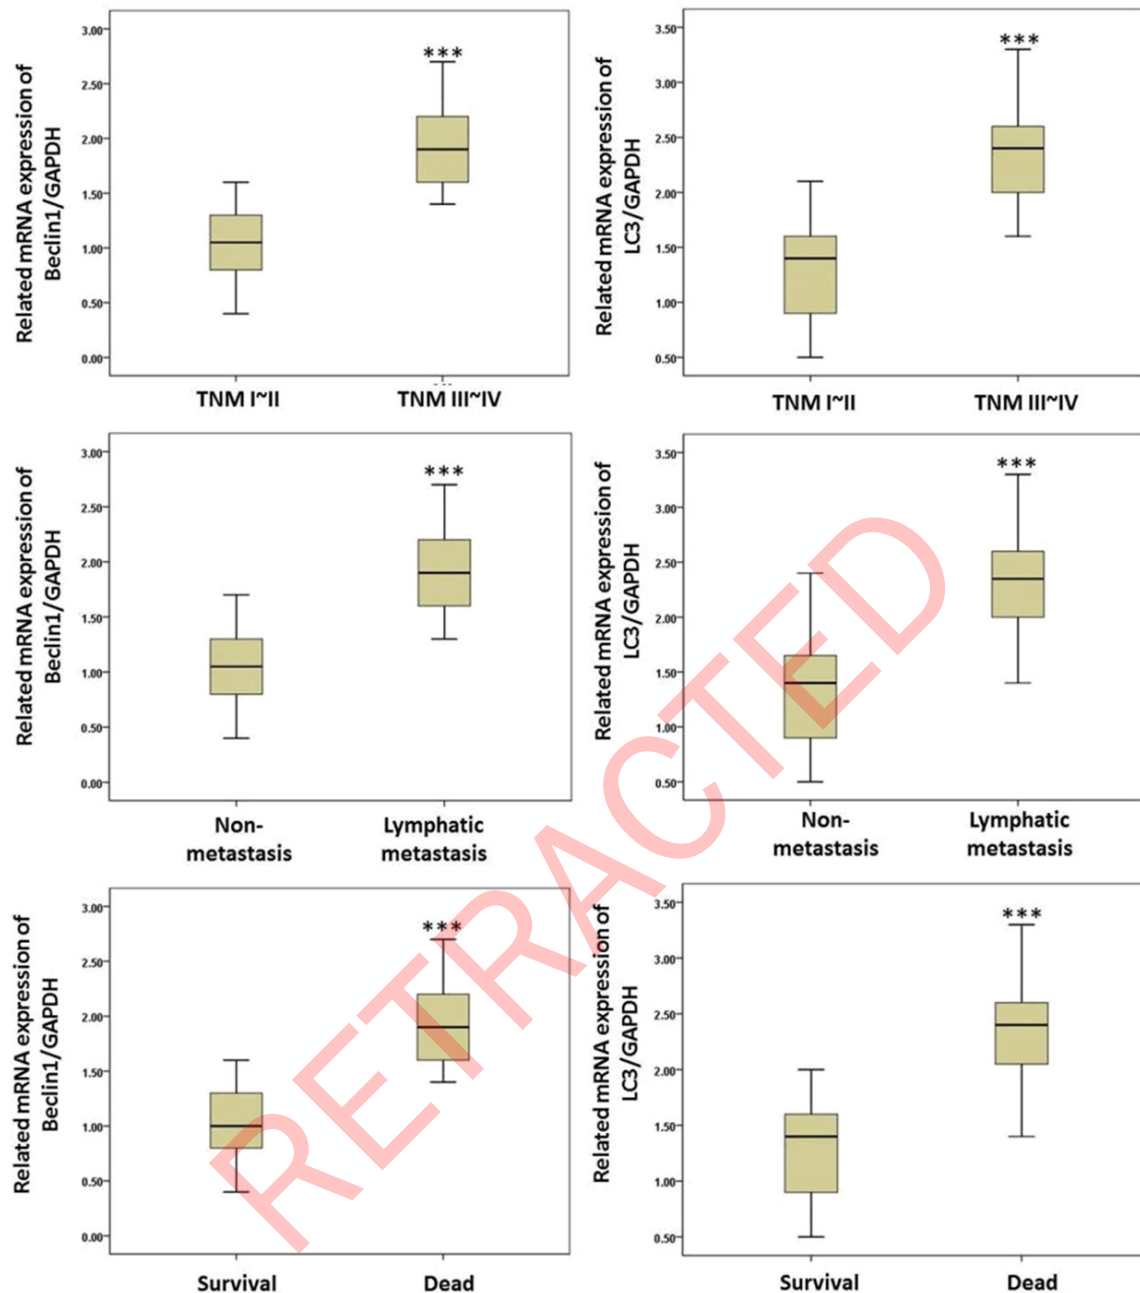 Related mRNA expression of
Beclin1/GAPDH
3.00
2.50
2.00
1.50
1.00
0.50
0.00
***
TNM I~II
TNM III~IV
Related mRNA expression of
LC3/GAPDH
3.50
3.00
2.50
2.00
1.50
1.00
0.50
***
TNM I~II
TNM III~IV
Related mRNA expression of
Beclin1/GAPDH
3.00
2.50
2.00
1.50
1.00
0.50
0.00
***
Non-
metastasis
Lymphatic
metastasis
Related mRNA expression of
LC3/GAPDH
3.50
3.00
2.50
2.00
1.50
1.00
0.50
***
Non-
metastasis
Lymphatic
metastasis
Related mRNA expression of
Beclin1/GAPDH
3.00
2.50
2.00
1.50
1.00
0.50
0.00
***
Survival
Dead
Related mRNA expression of
LC3/GAPDH
3.50
3.00
2.50
2.00
1.50
1.00
0.50
***
Survival
Dead
RETRACTED